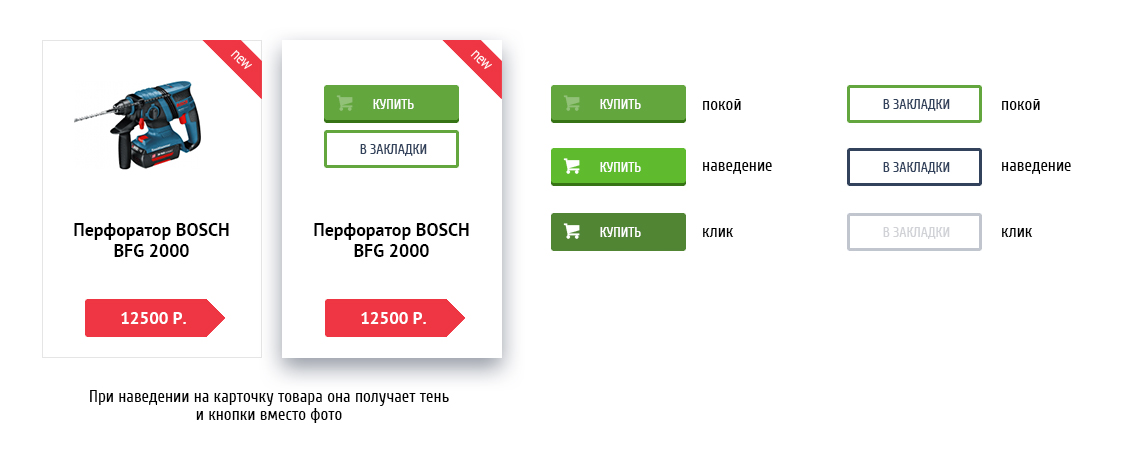 new
Перфоратор BOSCH
BFG 2000
12500 Р.
new
КУПИТЬ
В ЗАКЛАДКИ
Перфоратор BOSCH
BFG 2000
12500 Р.
При наведении на карточку товара она получает тень
и кнопки вместо фото
КУПИТЬ покой
КУПИТЬ наведение
КУПИТЬ клик
В ЗАКЛАДКИ покой
В ЗАКЛАДКИ наведение
В ЗАКЛАДКИ клик